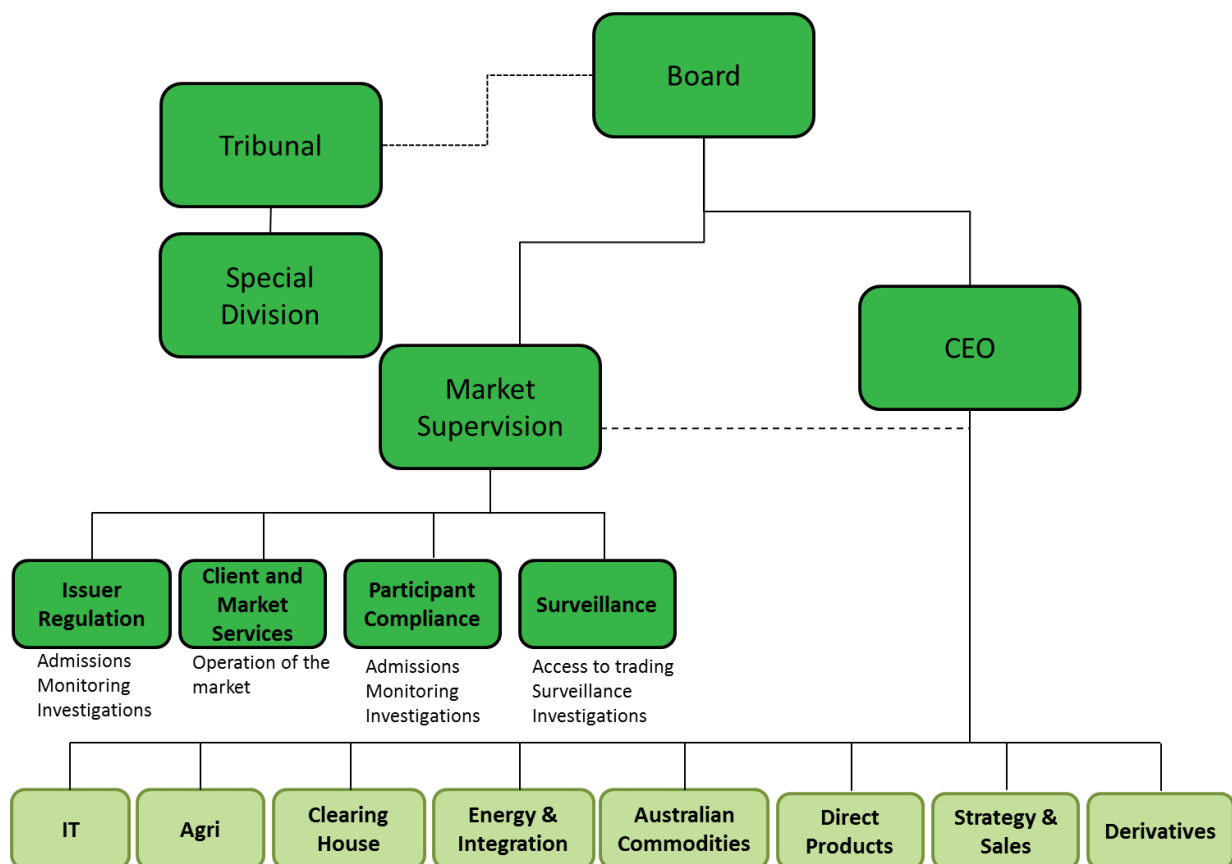 Board
Tribunal
Special
Division
CEO
Market
Supervision
Issuer
Regulation
Admissions
Monitoring
Investigations
Client and
Market
Services
Operation of the
market
Participant
Compliance
Admissions
Monitoring
Investigations
Surveillance
Access to trading
Surveillance
Investigations
IT
Agri
Clearing
House
Energy &
Integration
Australian
Commodities
Direct
Products
Strategy &
Sales
Derivatives